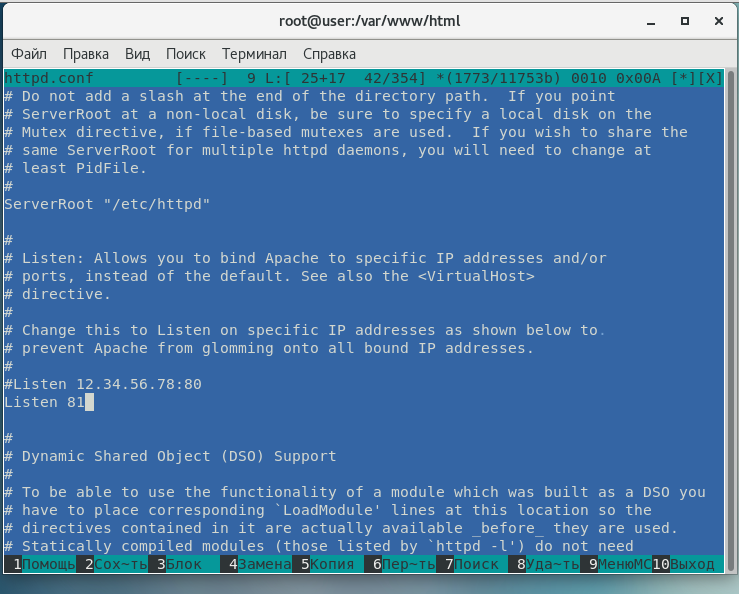 root@user:/var/www/html
Файл Правка Вид Поиск Терминал Справка
httpd.conf [----] 9 L:[ 25+17 42/354] *(1773/11753b) 0010 0x00A [*][X]
# Do not add a slash at the end of the directory path. If you point
# ServerRoot at a non-local disk, be sure to specify a local disk on the
# Mutex directive, if file-based mutexes are used. If you wish to share the
# same ServerRoot for multiple httpd daemons, you will need to change at
# least PidFile.
#
ServerRoot "/etc/httpd"
#
# Listen: Allows you to bind Apache to specific IP addresses and/or
# ports, instead of the default. See also the <VirtualHost>
# directive.
#
# Change this to Listen on specific IP addresses as shown below to.
# prevent Apache from glomming onto all bound IP addresses.
#
#Listen 12.34.56.78:80
Listen 81
#
# Dynamic Shared Object (DSO) Support
#
# To be able to use the functionality of a module which was built as a DSO you
# have to place corresponding `LoadModule' lines at this location so the
# directives contained in it are actually available _before_ they are used.
# Statically compiled modules (those listed by `httpd -l') do not need
1Помощь 2Сох~ть 3Блок 4Замена 5Копия 6Пер~ть 7Поиск 8Уда~ть 9МенюMC 10Выход